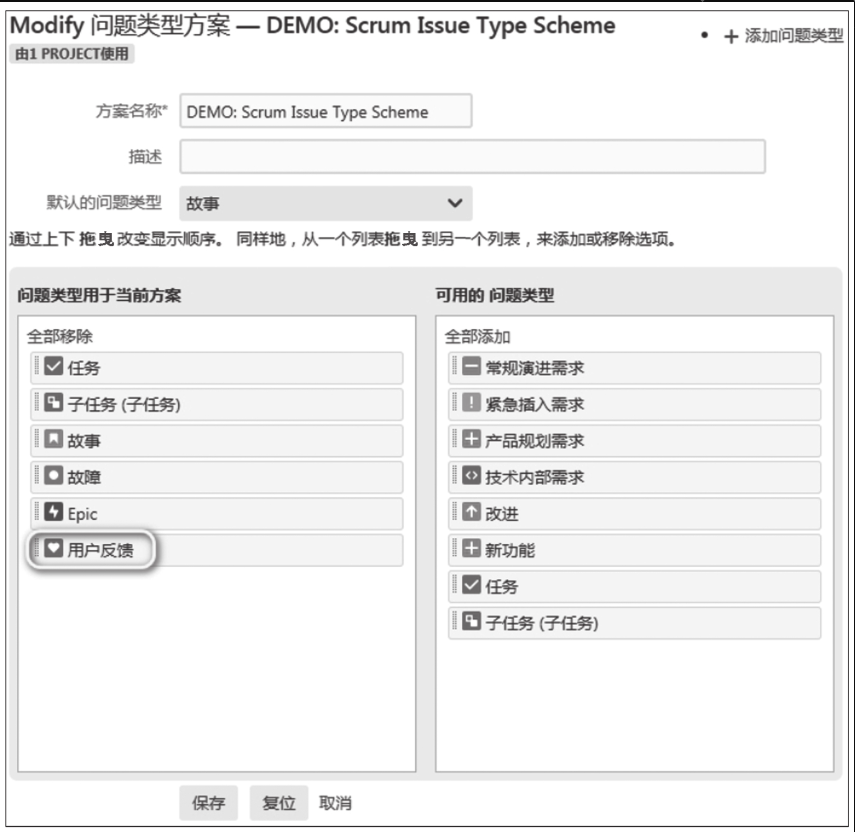 Modify 问题类型方案 — DEMO: Scrum Issue Type Scheme
• + 添加问题类型
由1 PROJECT使用
方案名称*
DEMO: Scrum Issue Type Scheme
描述
默认的问题类型
故事
通过上下 拖曳 改变显示顺序。 同样地，从一个列表拖曳 到另一个列表，来添加或移除选项。
问题类型用于当前方案
全部移除
任务
子任务 (子任务)
故事
故障
Epic
用户反馈
可用的 问题类型
全部添加
常规演进需求
紧急插入需求
产品规划需求
技术内部需求
改进
新功能
任务
子任务 (子任务)
保存 复位 取消